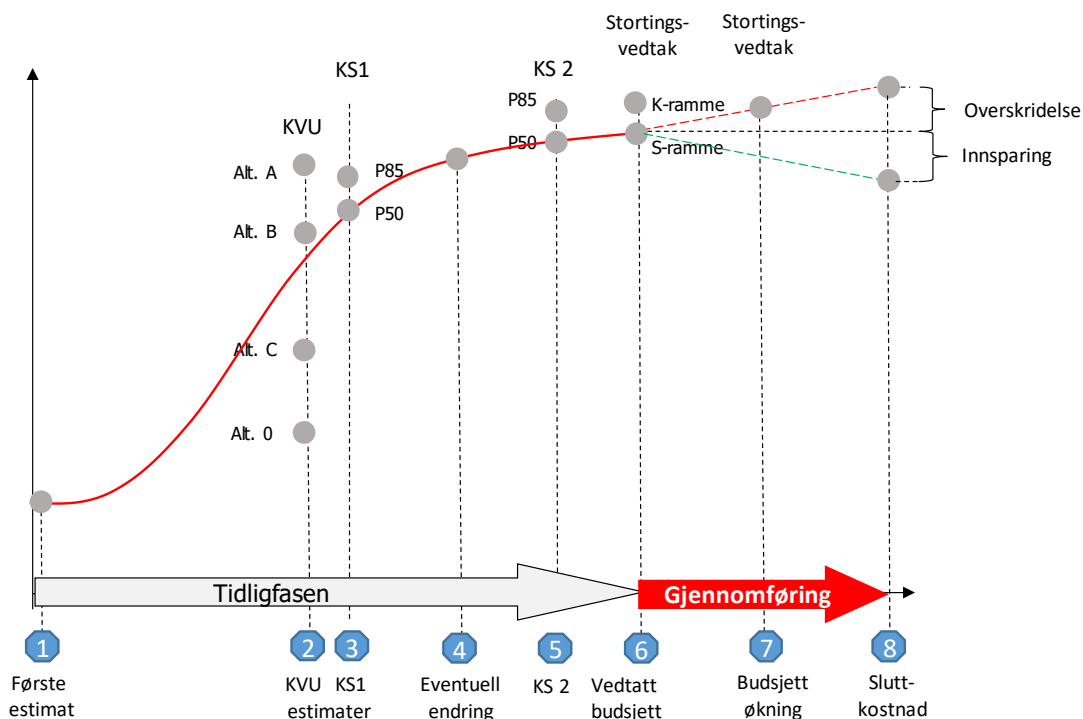 Stortings-
vedtak
Stortings-
vedtak
KS1
KS 2
P85
K-ramme
Overskridelse
KVU
P50
S-ramme
Innsparing
Alt. A
P85
P50
Alt. B
Alt. C
Alt. 0
Tidligfasen
Gjennomføring
1
2
3
4
5
6
7
8
Første
estimat
KVU
estimater
KS1
Eventuell
endring
KS 2
Vedtatt
budsjett
Budsjett
økning
Slutt-
kostnad